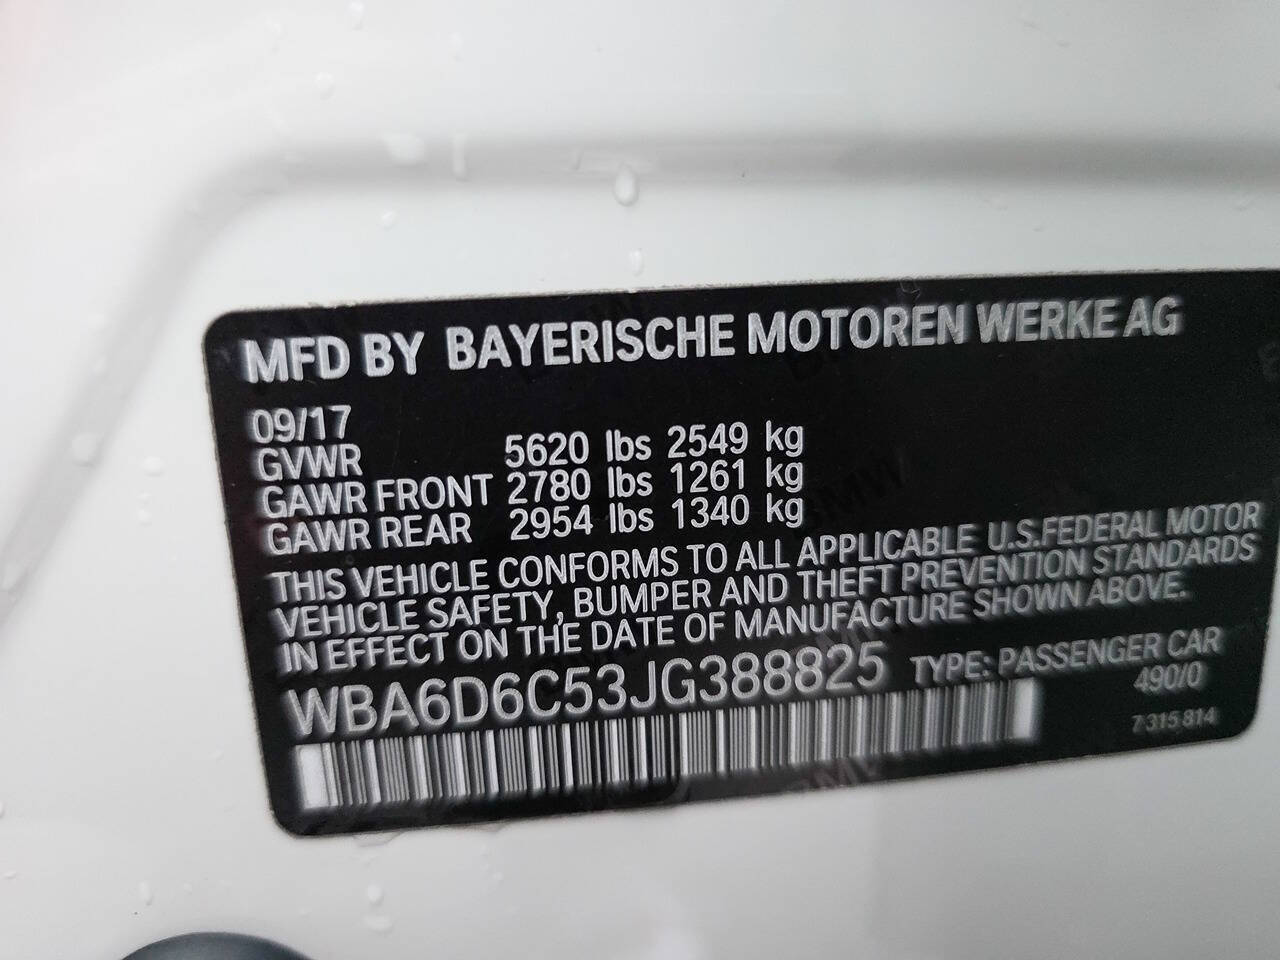 MFD BY BAYERISCHE MOTOREN WERKE AG
09/17
GVWR 5620 lbs 2549 kg
GAWR FRONT 2780 lbs 1261 kg
GAWR REAR 2954 lbs 1340 kg
THIS VEHICLE CONFORMS TO ALL APPLICABLE U.S.FEDERAL MOTOR
VEHICLE SAFETY, BUMPER AND THEFT PREVENTION STANDARDS
IN EFFECT ON THE DATE OF MANUFACTURE SHOWN ABOVE.
WBA6D6C53JG388825 TYPE: PASSENGER CAR
490/0
7 315 814